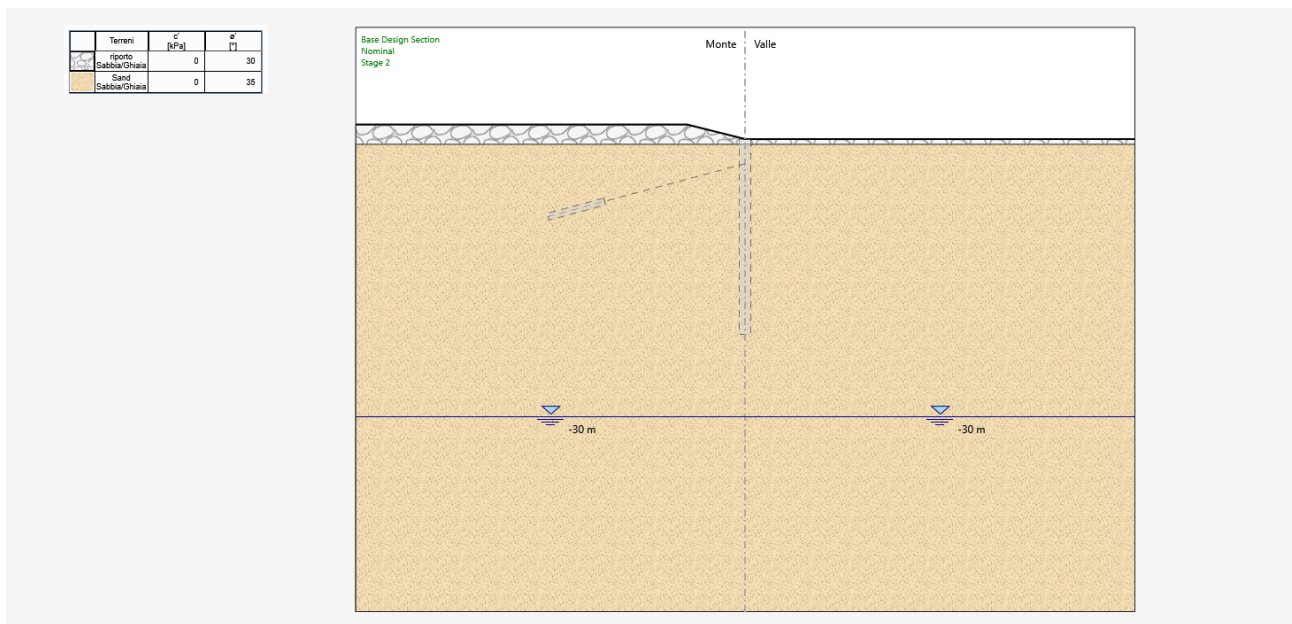 Terreni c' ø'
[kPa] [°]
riporto
Sabbia/Ghiaia 0 30
Sand
Sabbia/Ghiaia 0 35
Base Design Section
Nominal
Stage 2
Monte Valle
-30 m -30 m